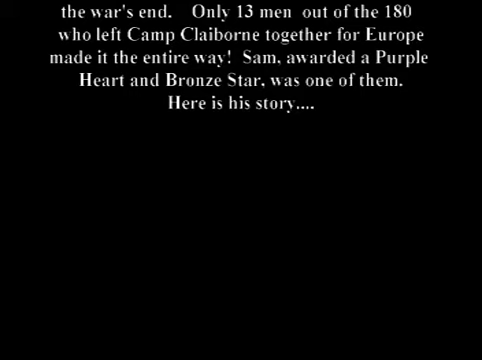 the war's end. Only 13 men out of the 180
who left Camp Claiborne together for Europe
made it the entire way! Sam, awarded a Purple
Heart and Bronze Star, was one of them.
Here is his story....